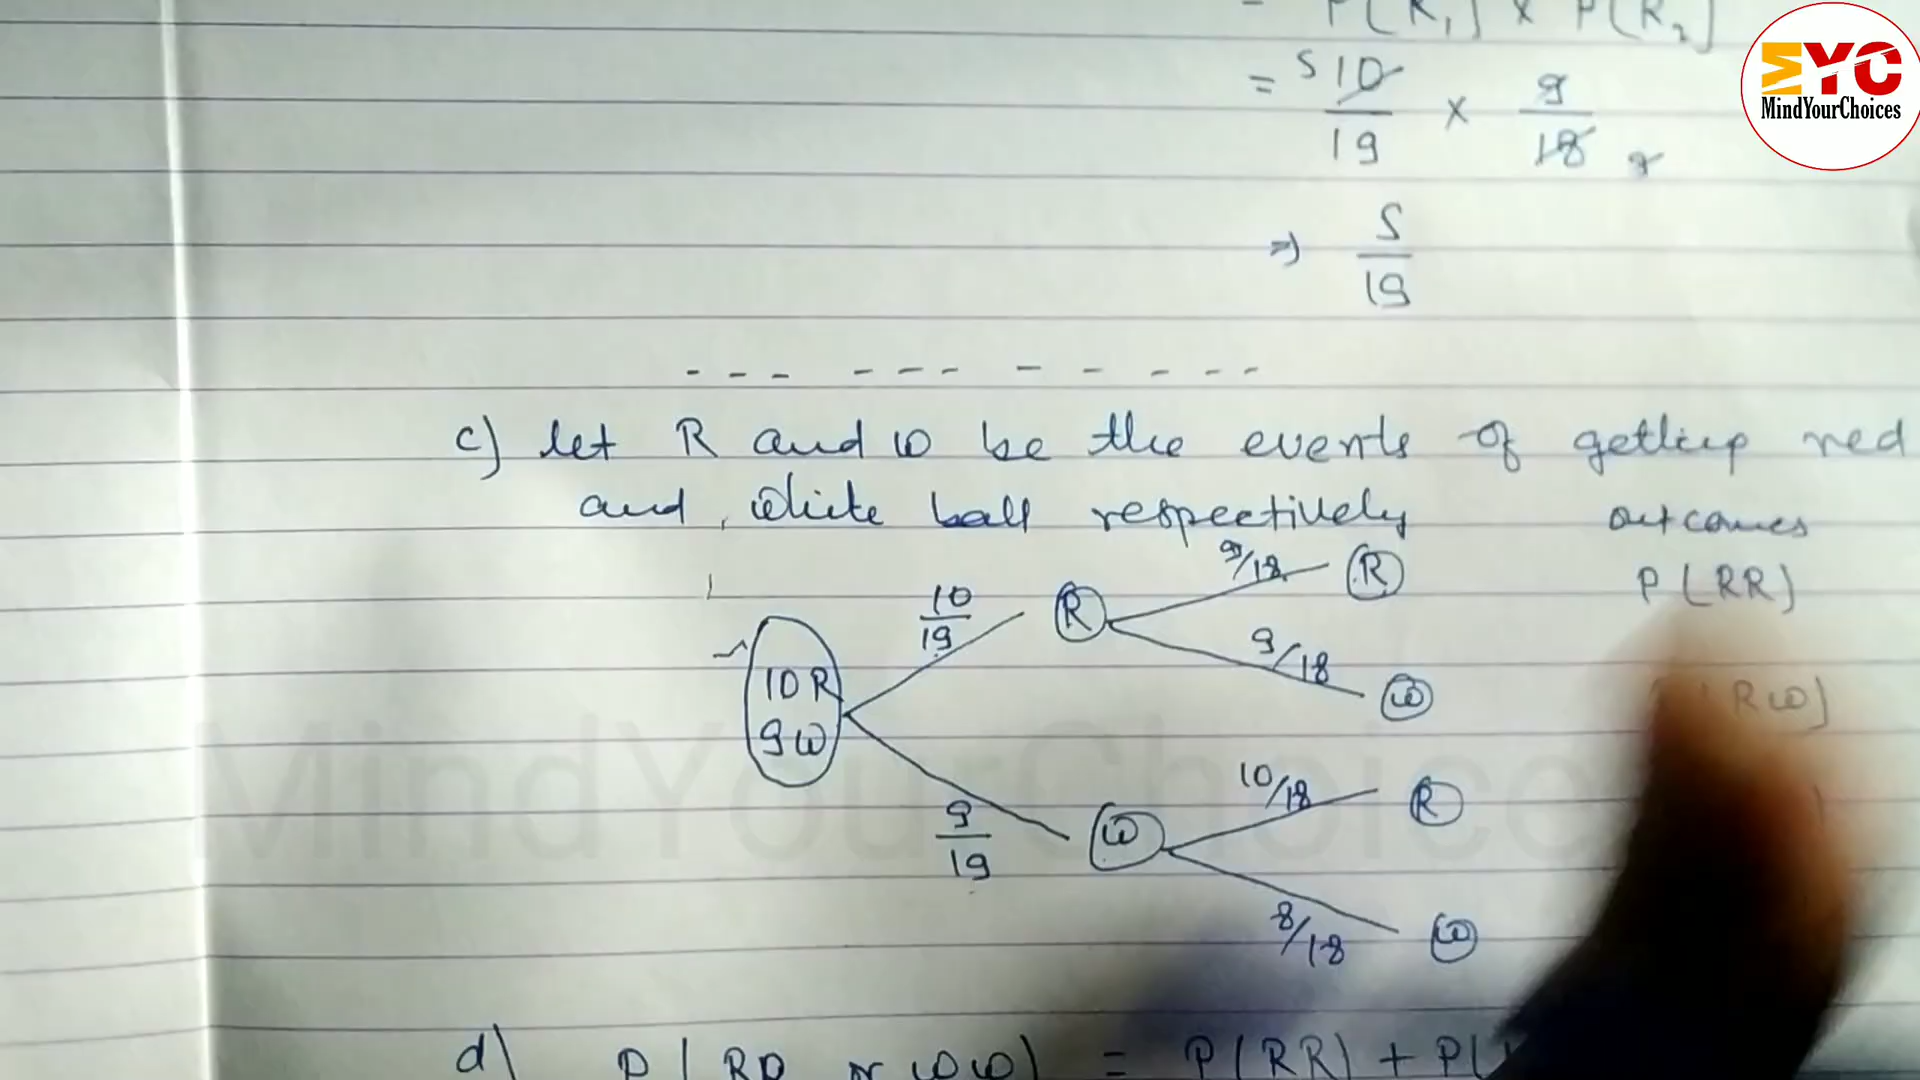 = P(R₁) × P(R₂)
= 5 10/19 × 9/18 2
⇒ 5/19
MYC
MindYourChoices
c) let R and W be the events of getting red
and, white ball respectively
outcomes
10/19 R 9/18 R P(RR)
9/18 W RW)
10R
9W
9/19 W 10/18 R
8/18 W
MindYourChoices
d) P(RR or WW) = P(RR) + P(